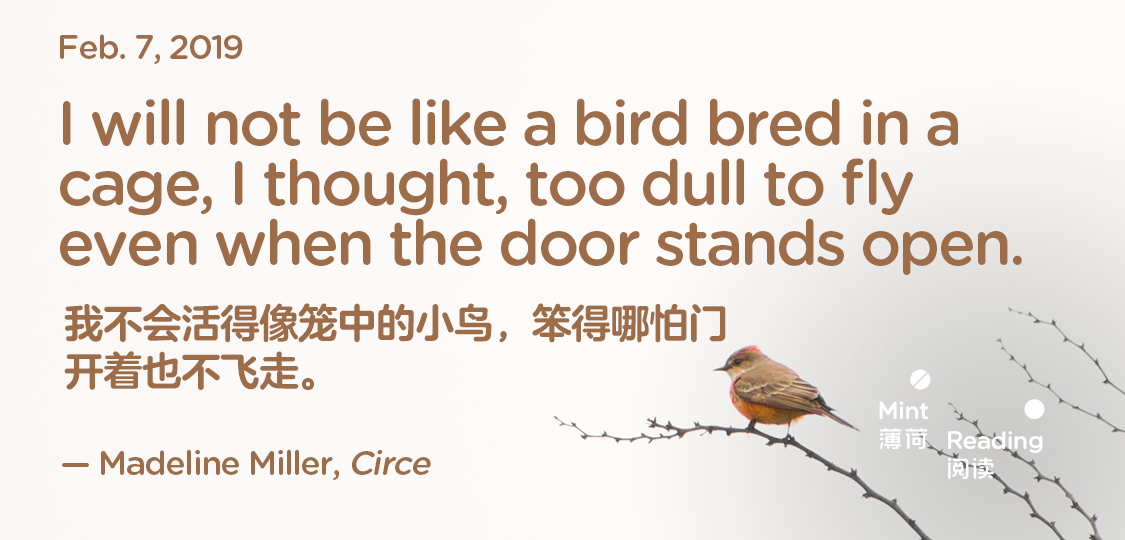 Feb. 7, 2019
I will not be like a bird bred in a
cage, I thought, too dull to fly
even when the door stands open.
我不会活得像笼中的小鸟，笨得哪怕门
开着也不飞走。
— Madeline Miller, Circe
Mint
薄荷
Reading
阅读